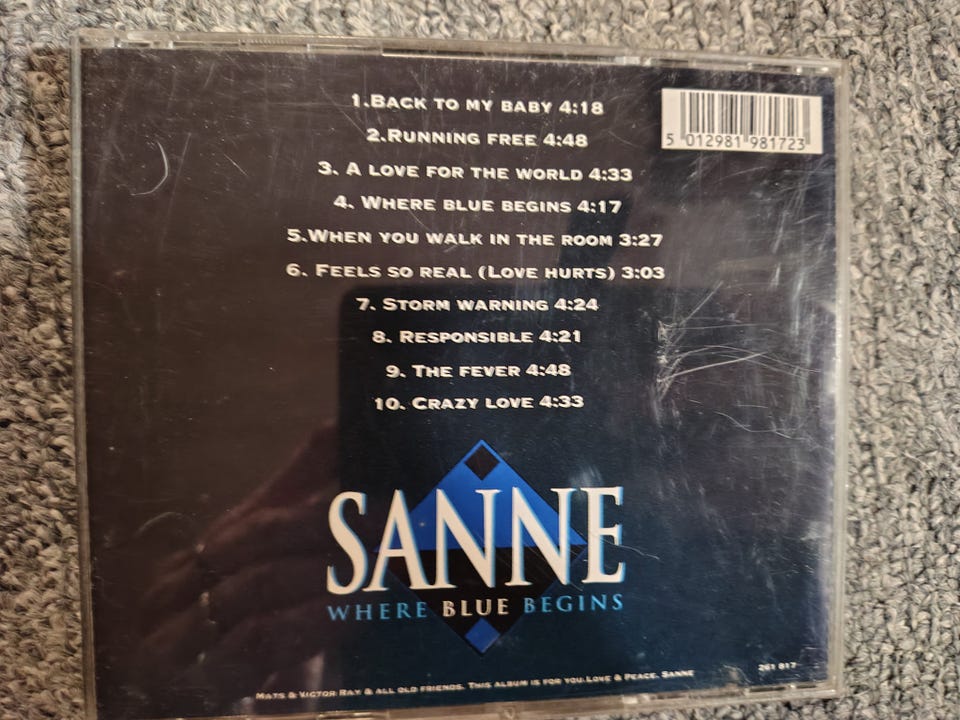 1.BACK TO MY BABY 4:18
2.RUNNING FREE 4:48
3. A LOVE FOR THE WORLD 4:33
4. WHERE BLUE BEGINS 4:17
5.WHEN YOU WALK IN THE ROOM 3:27
6. FEELS SO REAL (LOVE HURTS) 3:03
7. STORM WARNING 4:24
8. RESPONSIBLE 4:21
9. THE FEVER 4:48
10. CRAZY LOVE 4:33
5 012981 981723
SANNE
WHERE BLUE BEGINS
MATS & VICTOR RAY & ALL OLD FRIENDS. THIS ALBUM IS FOR YOU.LOVE & PEACE. SANNE
261 817